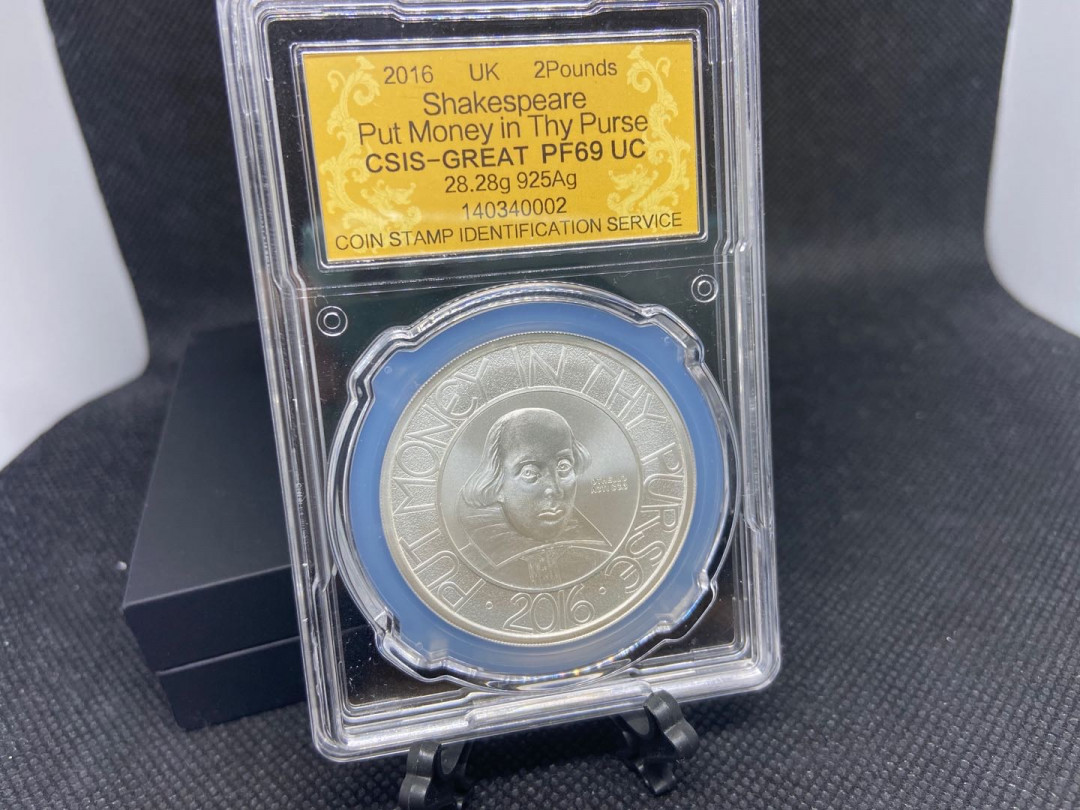 2016 UK 2Pounds
Shakespeare
Put Money in Thy Purse
CSIS-GREAT PF69 UC
28.28g 925Ag
140340002
COIN STAMP IDENTIFICATION SERVICE
PUT MONEY IN THY PURSE
· 2016 ·
OTHELLO